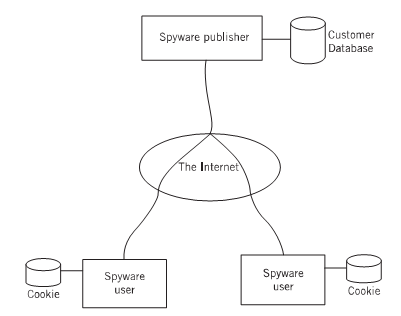 Spyware publisher
Customer
Database
The Internet
Spyware
user
Cookie
Spyware
user
Cookie